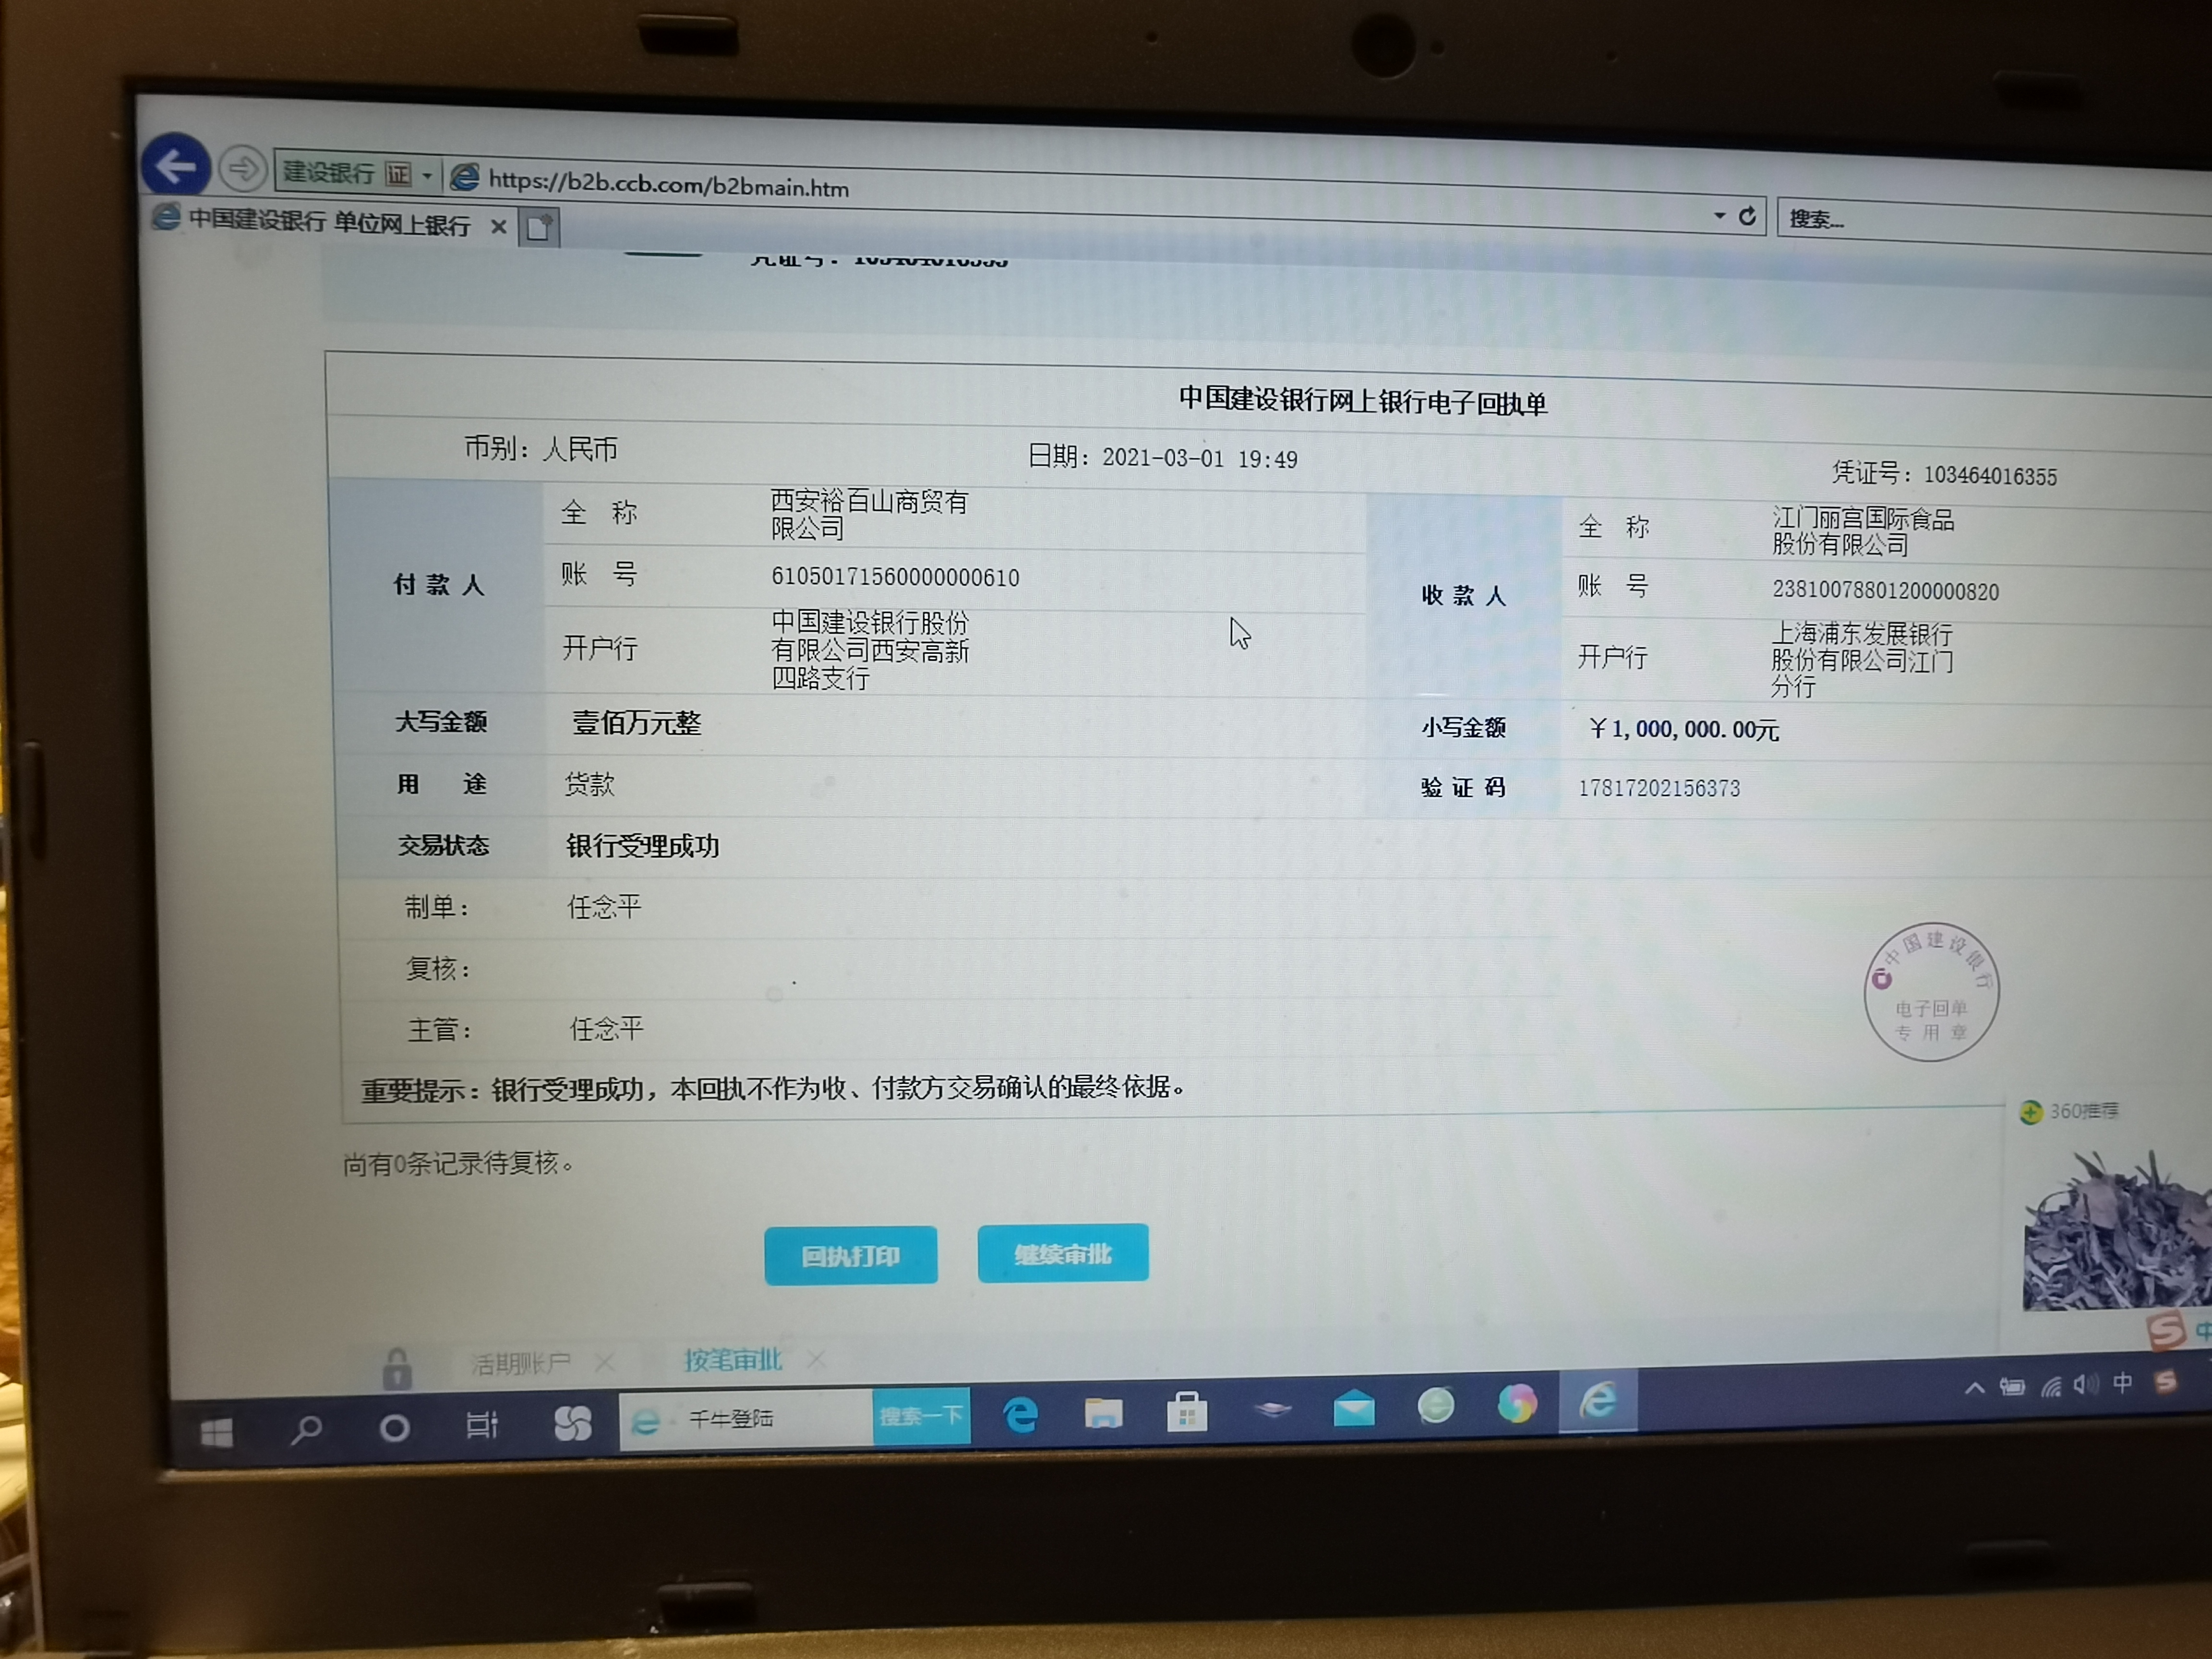 建设银行 证 https://b2b.ccb.com/b2bmain.htm 搜索...
中国建设银行 单位网上银行
凭证号：103464016355
中国建设银行网上银行电子回执单
币别：人民币 日期：2021-03-01 19:49 凭证号：103464016355
付款人
全 称 西安裕百山商贸有
限公司
账 号 61050171560000000610
开户行 中国建设银行股份
有限公司西安高新
四路支行
收款人
全 称 江门丽宫国际食品
股份有限公司
账 号 23810078801200000820
开户行 上海浦东发展银行
股份有限公司江门
分行
大写金额 壹佰万元整 小写金额 ￥1,000,000.00元
用 途 货款 验证码 17817202156373
交易状态 银行受理成功
制单： 任念平
复核：
主管： 任念平
中国建设银行
电子回单
专用章
重要提示：银行受理成功，本回执不作为收、付款方交易确认的最终依据。
360推荐
尚有0条记录待复核。
回执打印 继续审批
活期账户 按笔审批
千牛登陆 搜索一下 中